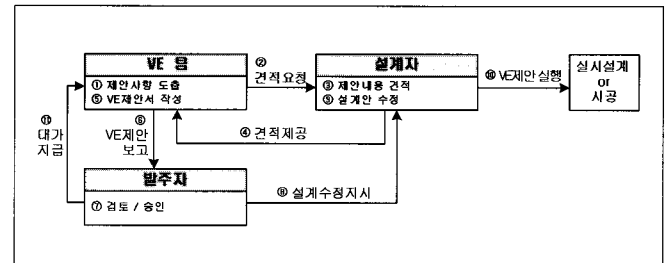 VE 팀
① 제안사항 도출
⑤ VE제안서 작성
②
견적요청
설계자
③ 제안내용 견적
⑨ 설계안 수정
⑩ VE제안 실행
실시설계
or
시공
④ 견적제공
⑪
대가
지급
⑥
VE제안
보고
발주자
⑦ 검토 / 승인
⑧ 설계수정지시